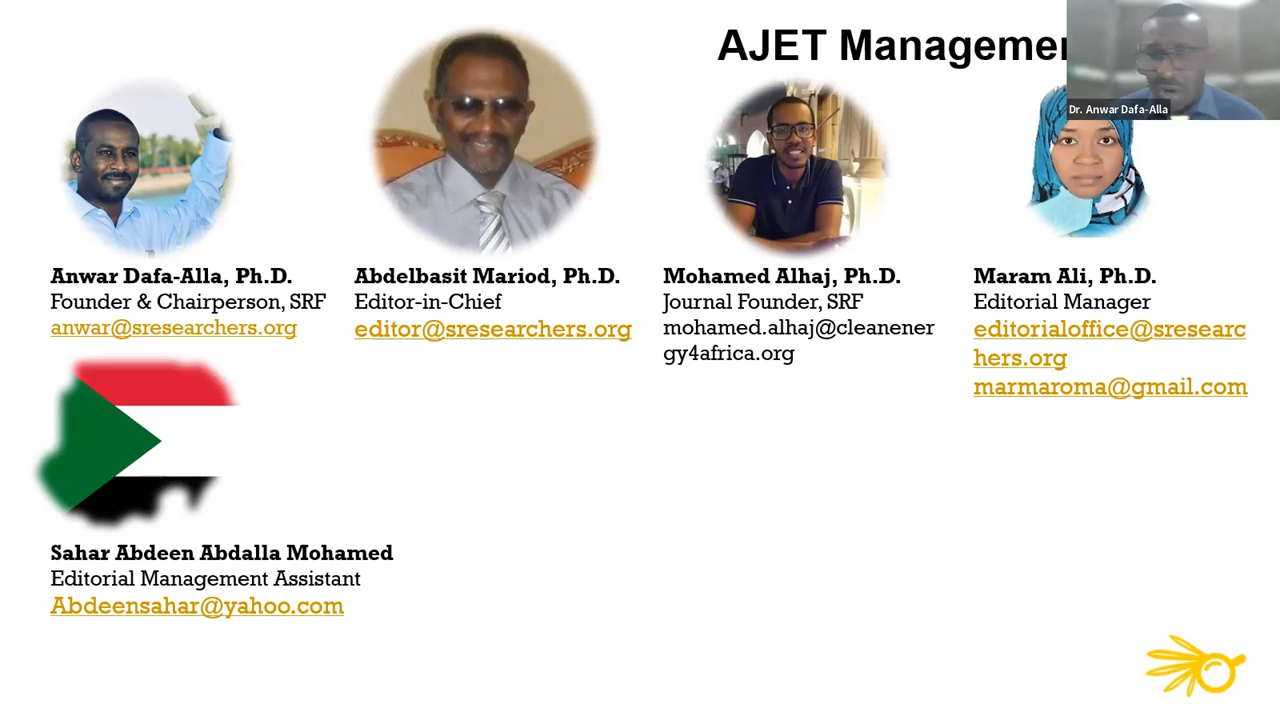 AJET Managemen
Dr. Anwar Dafa-Alla
Anwar Dafa-Alla, Ph.D.
Founder & Chairperson, SRF
anwar@sresearchers.org
Abdelbasit Mariod, Ph.D.
Editor-in-Chief
editor@sresearchers.org
Mohamed Alhaj, Ph.D.
Journal Founder, SRF
mohamed.alhaj@cleanener
gy4africa.org
Maram Ali, Ph.D.
Editorial Manager
editorialoffice@sresearc
hers.org
marmaroma@gmail.com
Sahar Abdeen Abdalla Mohamed
Editorial Management Assistant
Abdeensahar@yahoo.com